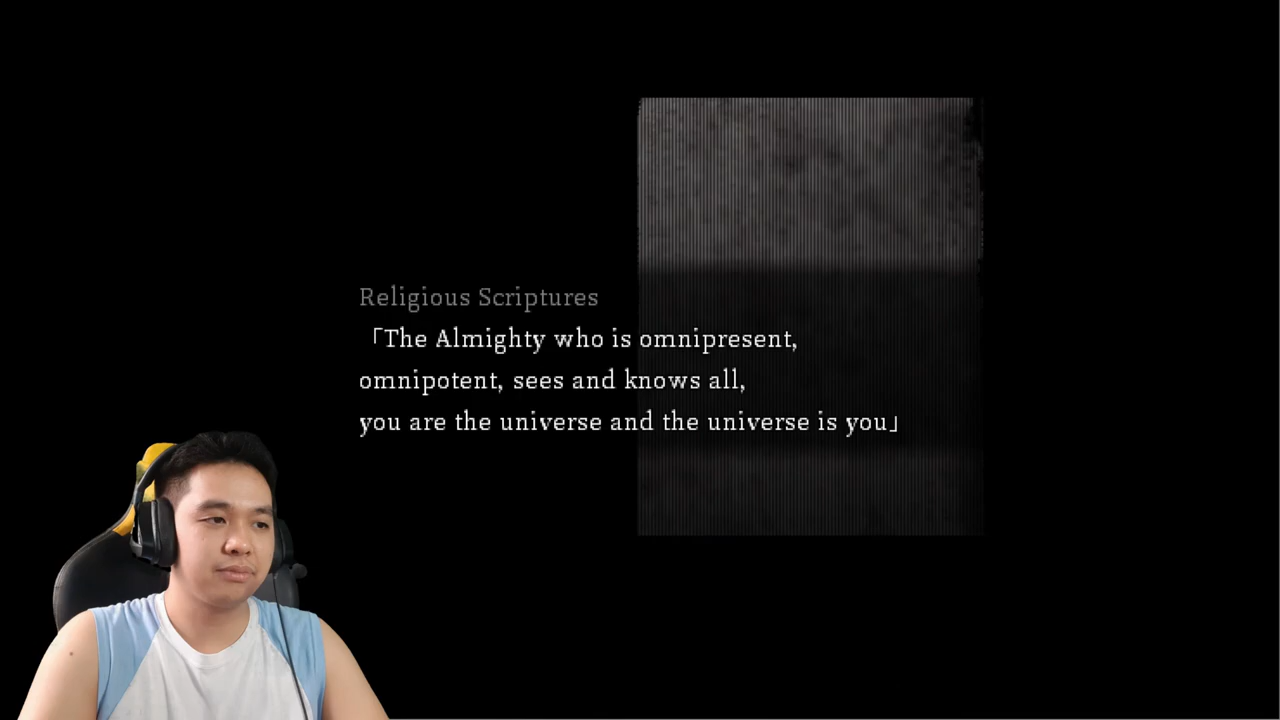 Religious Scriptures
「The Almighty who is omnipresent,
omnipotent, sees and knows all,
you are the universe and the universe is you」